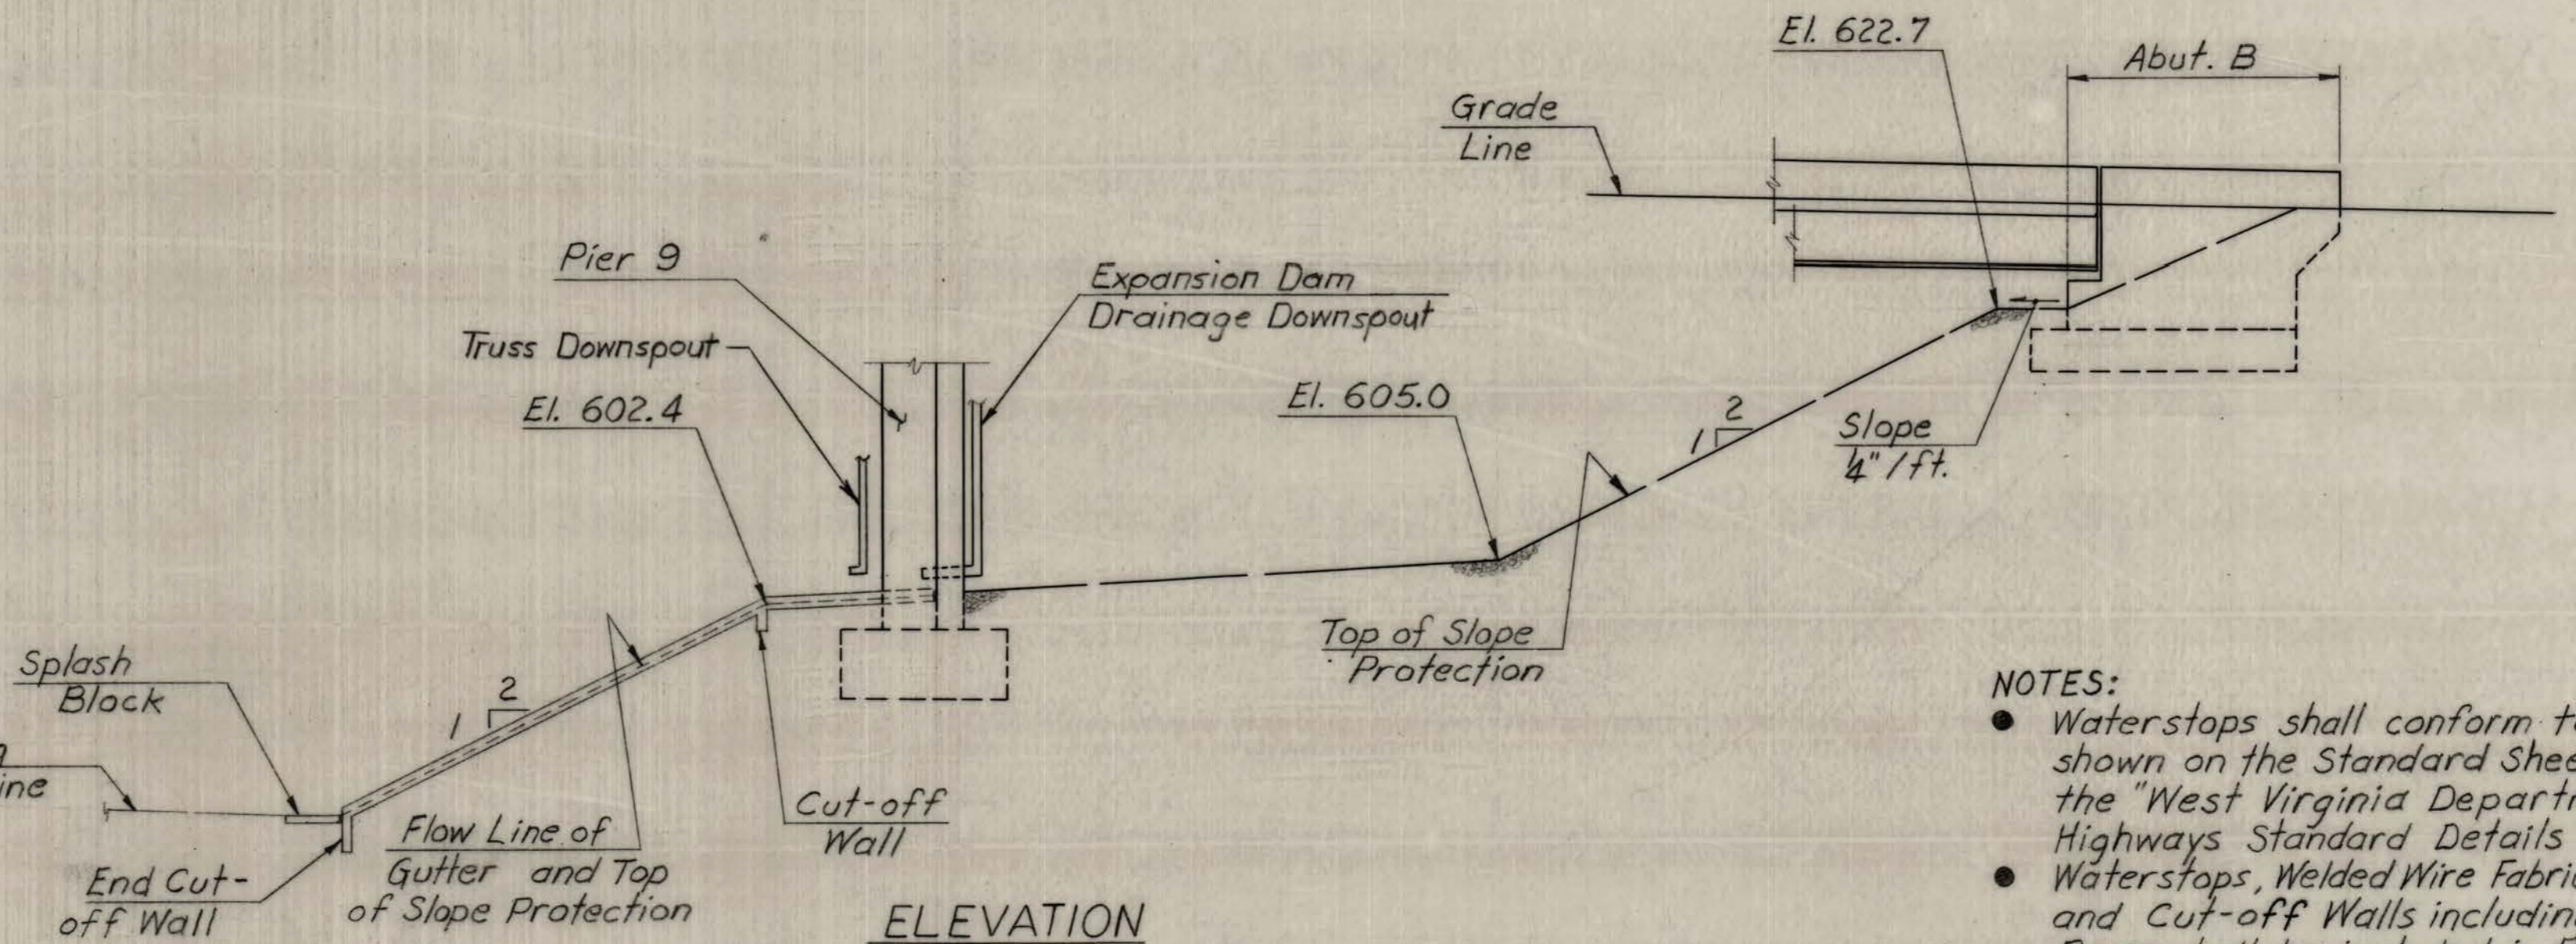 El. 622.7
Abut. B
Grade
Line
Pier 9
Expansion Dam
Drainage Downspout
Truss Downspout
El. 602.4
El. 605.0
2
1
Slope
1/4" / ft.
Top of Slope
Protection
Splash
Block
2
1
ine
Cut-off
Wall
Flow Line of
Gutter and Top
of Slope Protection
End Cut-
off Wall
ELEVATION
NOTES:
● Waterstops shall conform t
shown on the Standard Shee
the "West Virginia Departm
Highways Standard Details
● Waterstops, Welded Wire Fabri
and Cut-off Walls includin